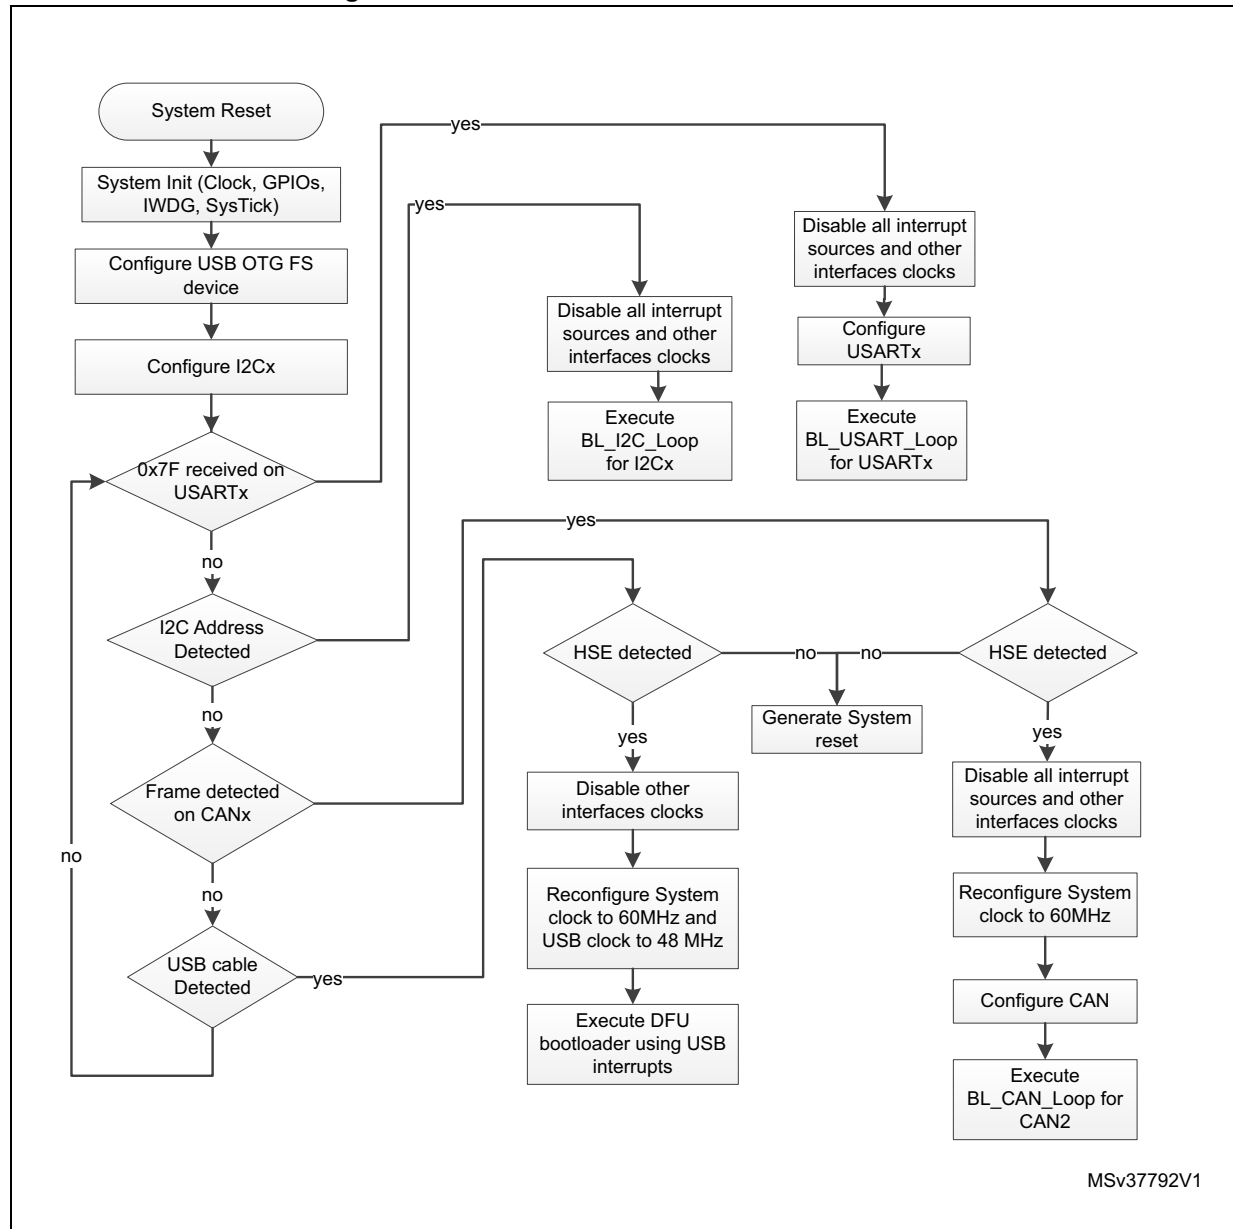 System Reset
yes
System Init (Clock, GPIOs,
IWDG, SysTick)
yes
Disable all interrupt
sources and other
interfaces clocks
Configure USB OTG FS
device
Disable all interrupt
sources and other
interfaces clocks
Configure
USARTx
Configure I2Cx
Execute
BL_I2C_Loop
for I2Cx
Execute
BL_USART_Loop
for USARTx
0x7F received on
USARTx
yes
no
I2C Address
Detected
HSE detected
no
no
HSE detected
no
Generate System
reset
yes
yes
Frame detected
on CANx
Disable other
interfaces clocks
Disable all interrupt
sources and other
interfaces clocks
no
no
Reconfigure System
clock to 60MHz and
USB clock to 48 MHz
Reconfigure System
clock to 60MHz
USB cable
Detected
yes
Configure CAN
Execute DFU
bootloader using USB
interrupts
Execute
BL_CAN_Loop for
CAN2
MSv37792V1